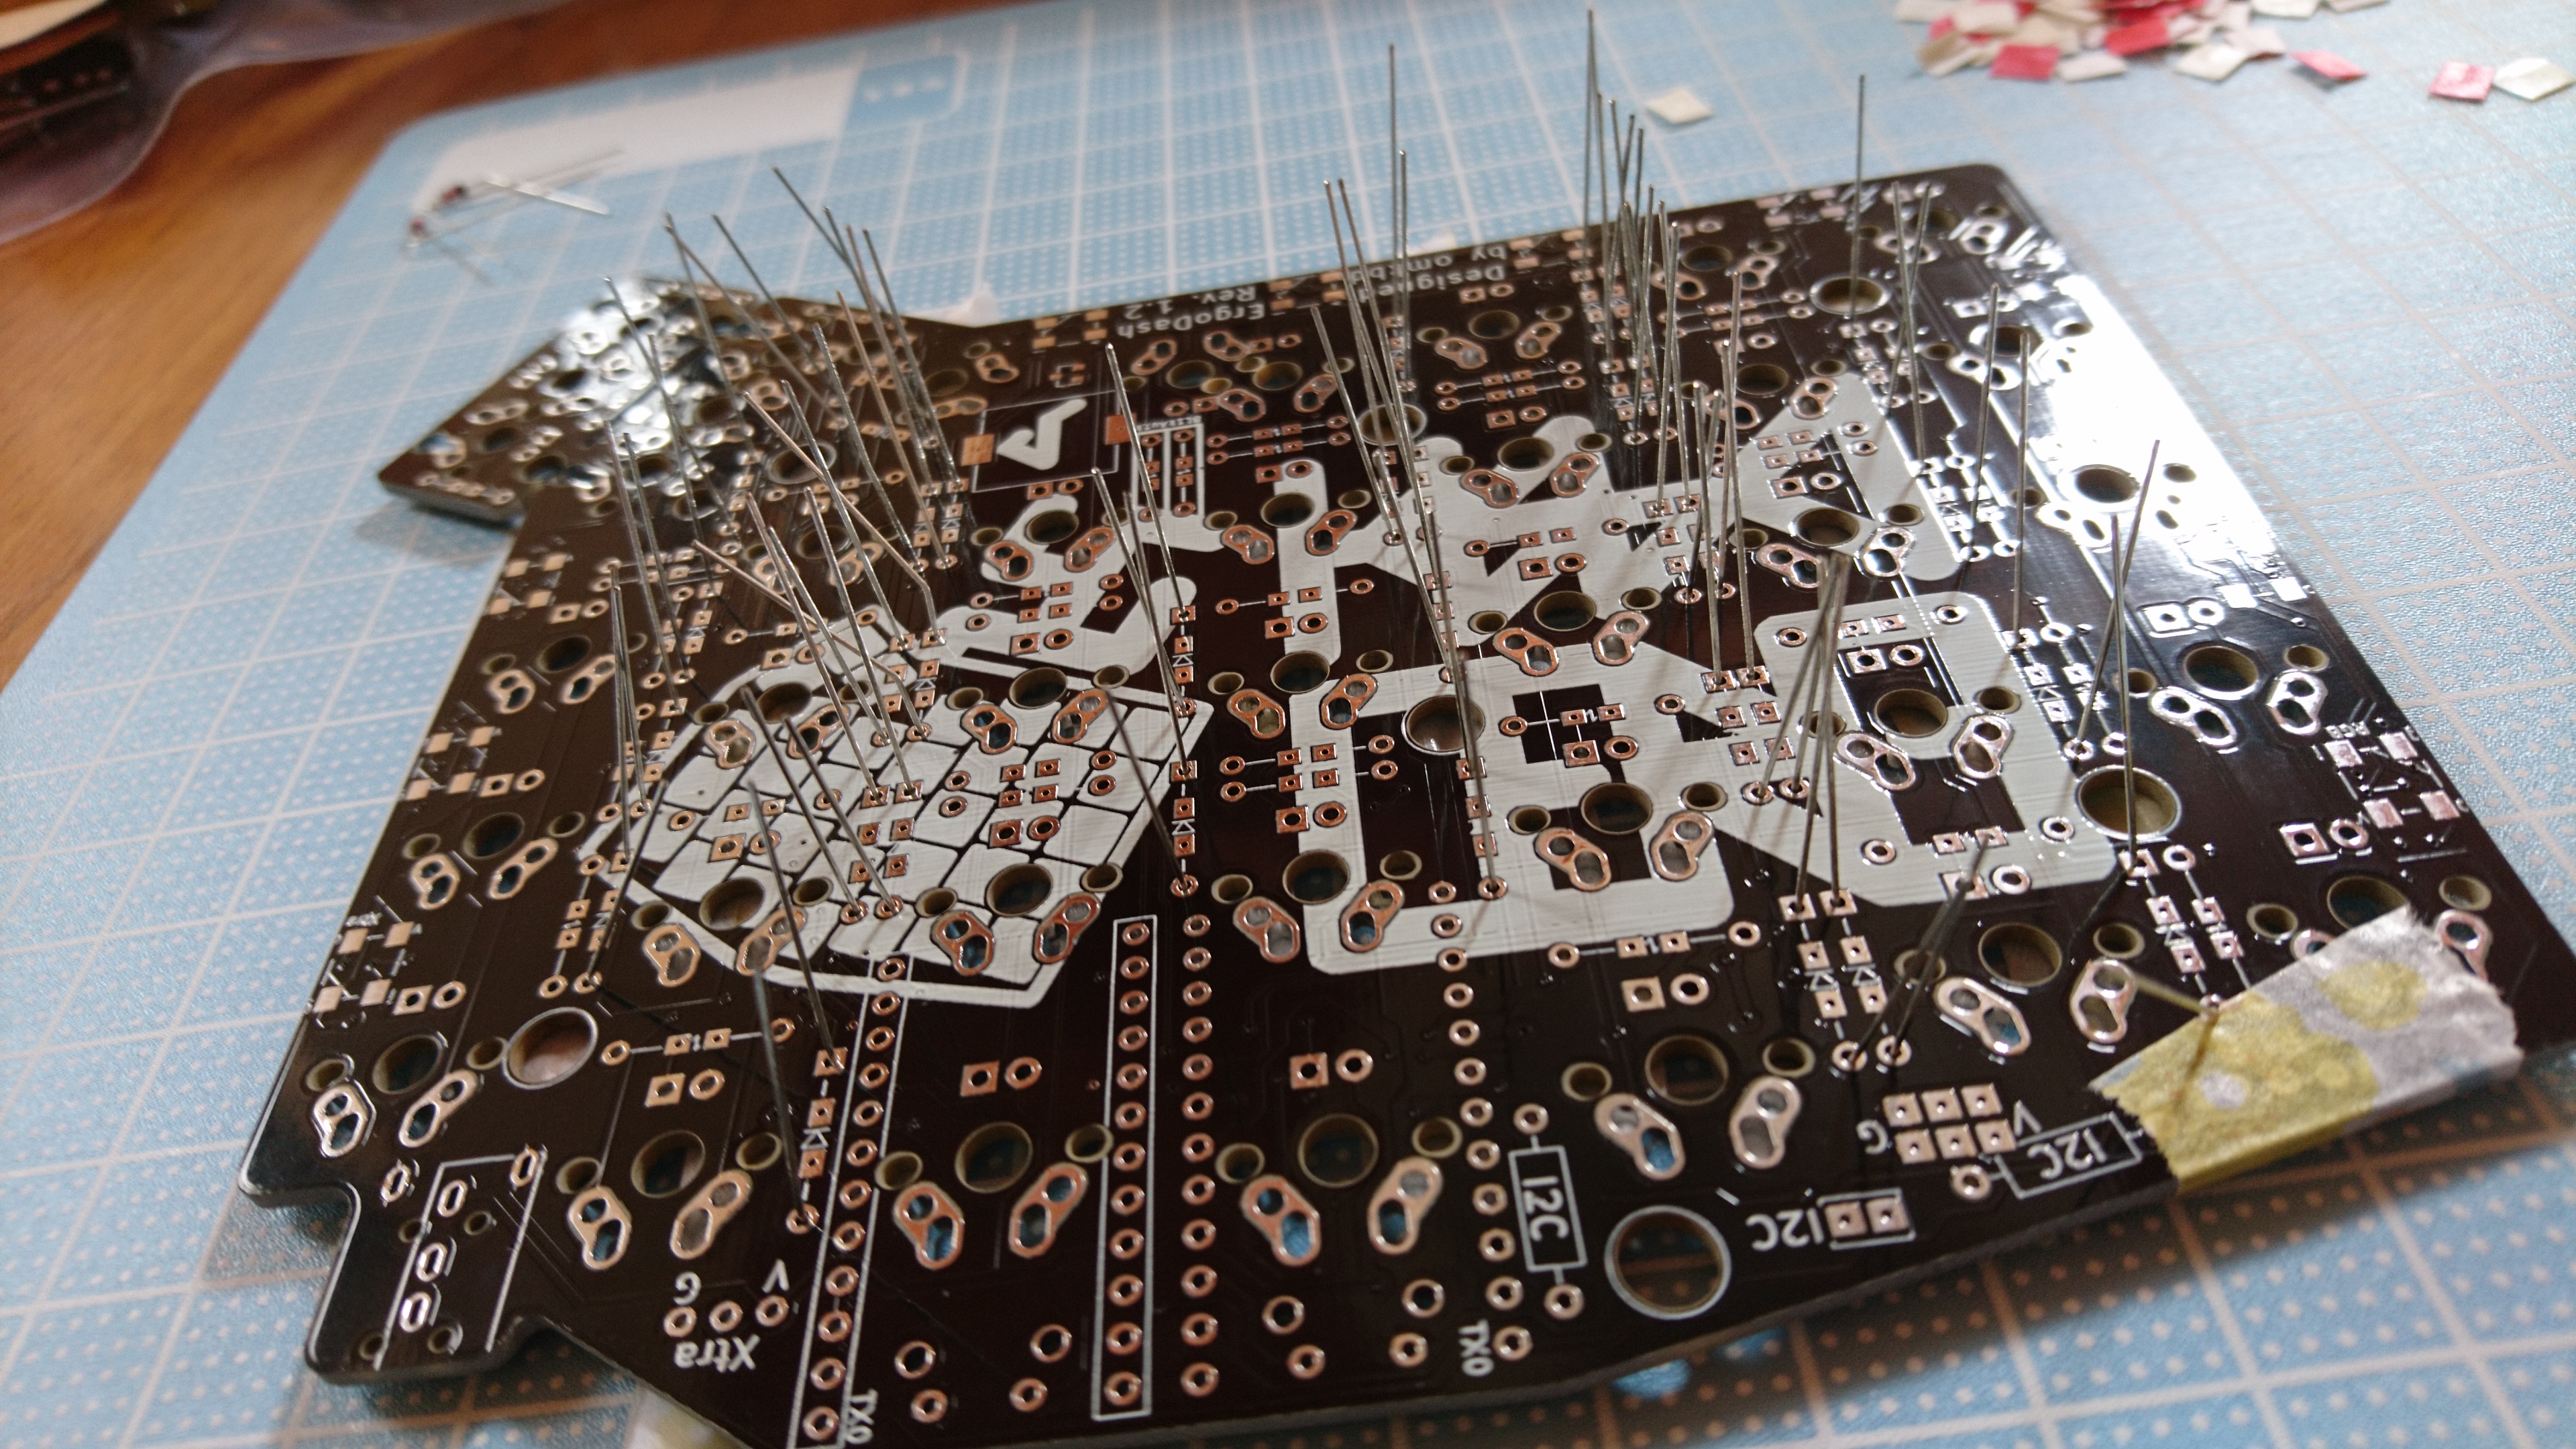 ErgoDash
Rev. 1.2
Designed
by omkbd
I2C
I2C
I2C
G
V
G
V
Xtra
TX0
TX0